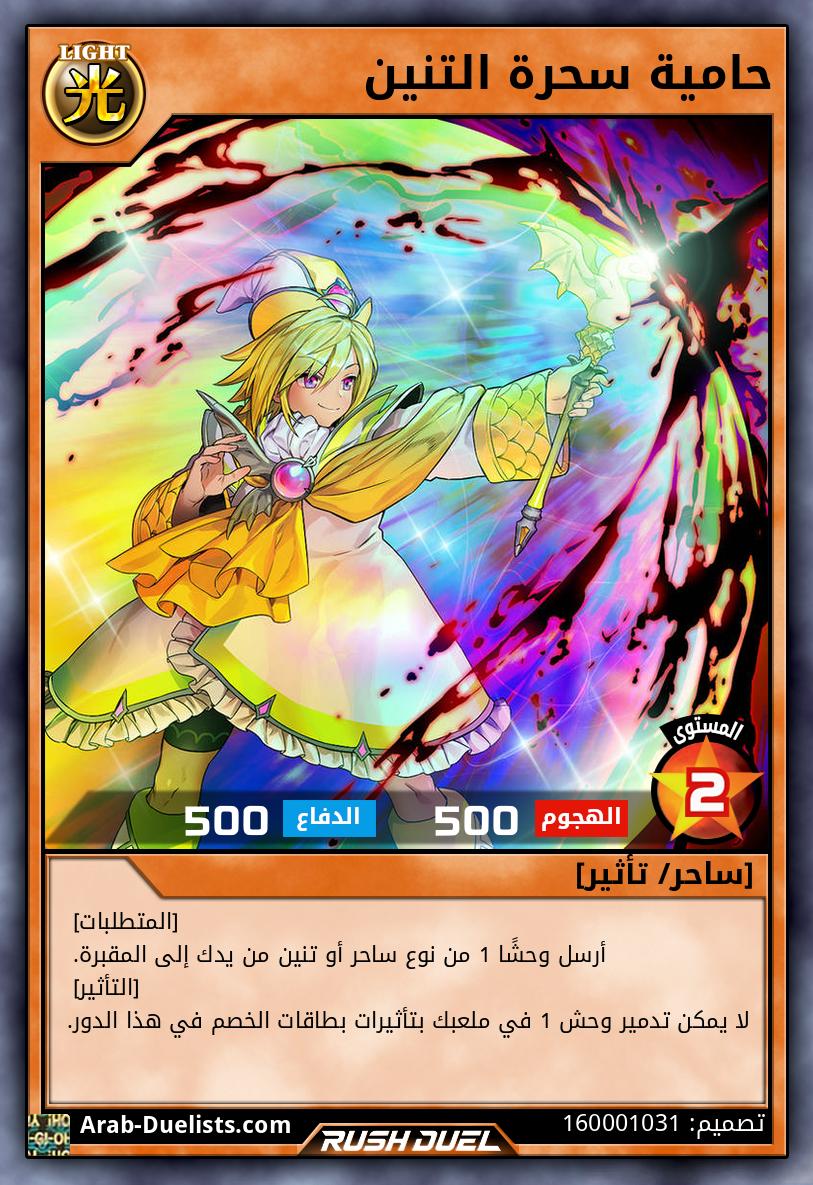 LIGHT
光
حامية سحرة التنين
المستوى
2
الهجوم 500 الدفاع 500
[ساحر/ تأثير]
[المتطلبات]
أرسل وحشًا 1 من نوع ساحر أو تنين من يدك إلى المقبرة.
[التأثير]
لا يمكن تدمير وحش 1 في ملعبك بتأثيرات بطاقات الخصم في هذا الدور.
Arab-Duelists.com
RUSH DUEL
تصميم: 160001031